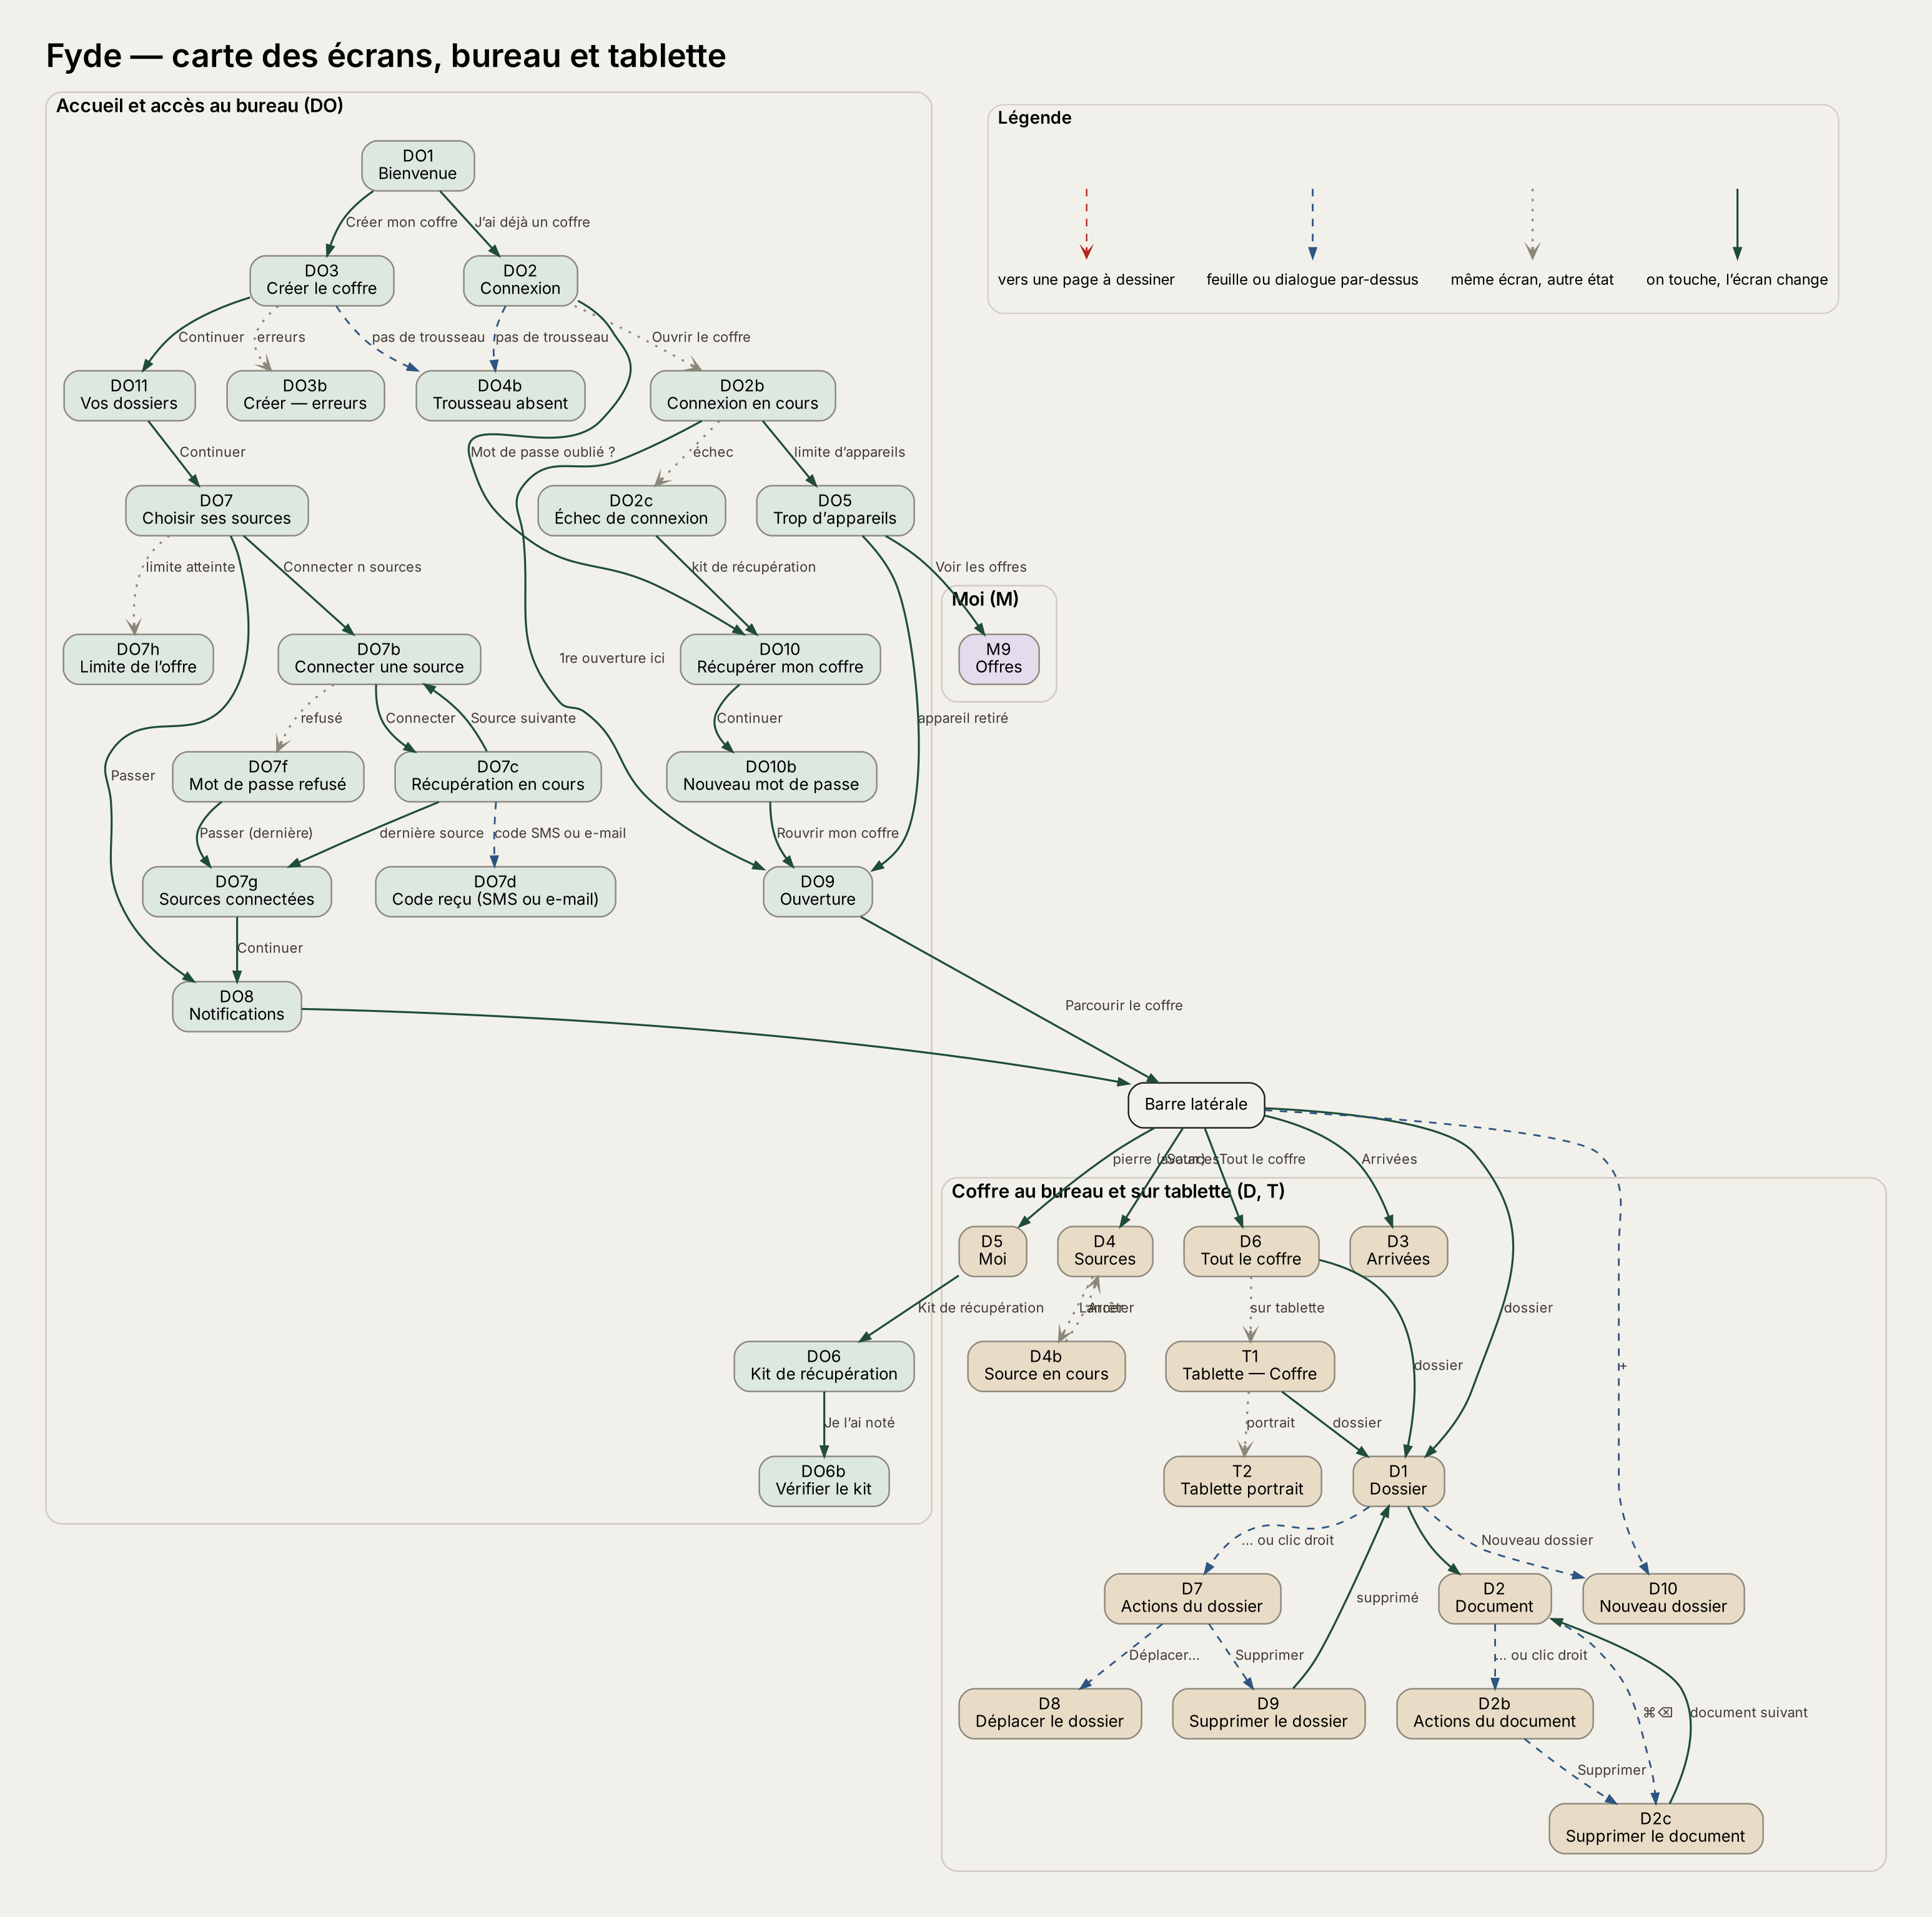 Fyde — carte des écrans, bureau et tablette
Accueil et accès au bureau (DO)
Légende
vers une page à dessiner
feuille ou dialogue par-dessus
même écran, autre état
on touche, l’écran change
DO1
Bienvenue
Créer mon coffre
J’ai déjà un coffre
DO3
Créer le coffre
DO2
Connexion
Continuer
erreurs
pas de trousseau
pas de trousseau
Ouvrir le coffre
DO11
Vos dossiers
DO3b
Créer — erreurs
DO4b
Trousseau absent
DO2b
Connexion en cours
Continuer
Mot de passe oublié ?
échec
limite d’appareils
DO7
Choisir ses sources
DO2c
Échec de connexion
DO5
Trop d’appareils
limite atteinte
Connecter n sources
kit de récupération
Voir les offres
Moi (M)
DO7h
Limite de l’offre
DO7b
Connecter une source
1re ouverture ici
DO10
Récupérer mon coffre
M9
Offres
refusé
Connecter
Source suivante
Continuer
appareil retiré
Passer
DO7f
Mot de passe refusé
DO7c
Récupération en cours
DO10b
Nouveau mot de passe
Passer (dernière)
dernière source
code SMS ou e-mail
Rouvrir mon coffre
DO7g
Sources connectées
DO7d
Code reçu (SMS ou e-mail)
DO9
Ouverture
Continuer
DO8
Notifications
Parcourir le coffre
Barre latérale
pierre (avatar)
Sources
Tout le coffre
Arrivées
Coffre au bureau et sur tablette (D, T)
D5
Moi
D4
Sources
D6
Tout le coffre
D3
Arrivées
Kit de récupération
Lancer
Arrêter
sur tablette
dossier
DO6
Kit de récupération
D4b
Source en cours
T1
Tablette — Coffre
dossier
+
Je l’ai noté
portrait
dossier
DO6b
Vérifier le kit
T2
Tablette portrait
D1
Dossier
… ou clic droit
Nouveau dossier
D7
Actions du dossier
supprimé
D2
Document
D10
Nouveau dossier
Déplacer…
Supprimer
… ou clic droit
D8
Déplacer le dossier
D9
Supprimer le dossier
D2b
Actions du document
⌘⌫
document suivant
Supprimer
D2c
Supprimer le document